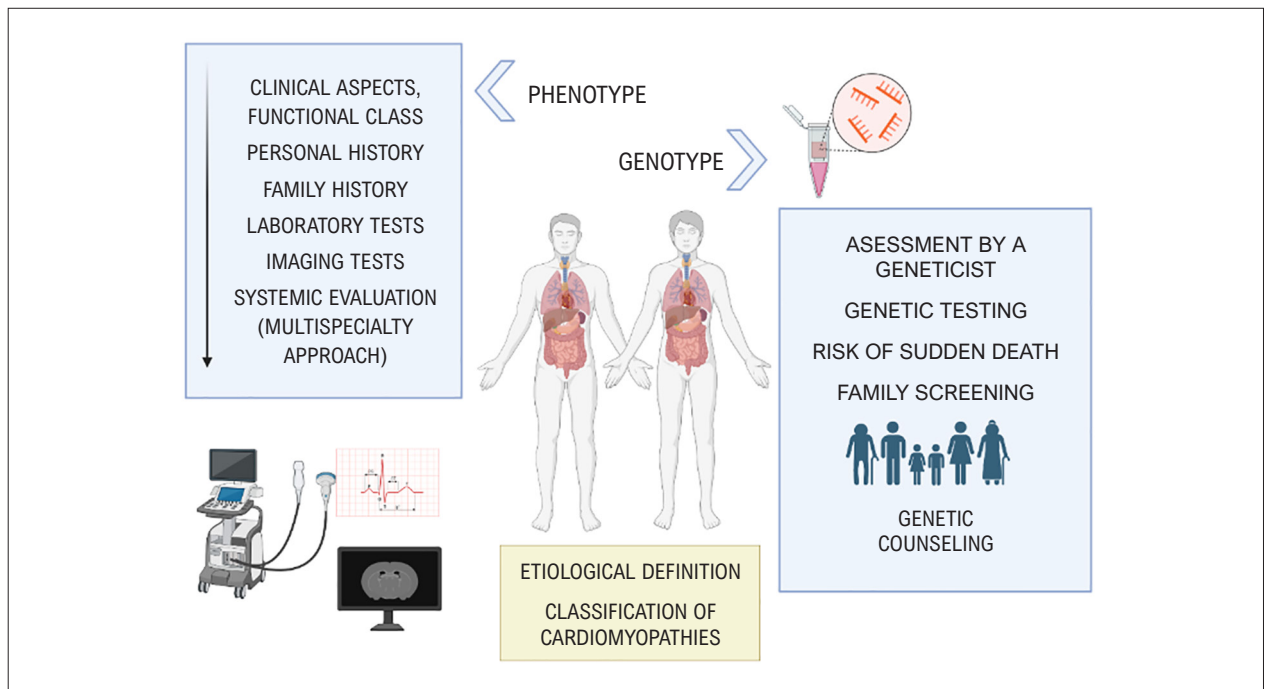 PHENOTYPE
CLINICAL ASPECTS,
FUNCTIONAL CLASS
PERSONAL HISTORY
FAMILY HISTORY
LABORATORY TESTS
IMAGING TESTS
SYSTEMIC EVALUATION
(MULTISPECIALTY
APPROACH)
GENOTYPE
ASESSMENT BY A
GENETICIST
GENETIC TESTING
RISK OF SUDDEN DEATH
FAMILY SCREENING
GENETIC
COUNSELING
ETIOLOGICAL DEFINITION
CLASSIFICATION OF
CARDIOMYOPATHIES